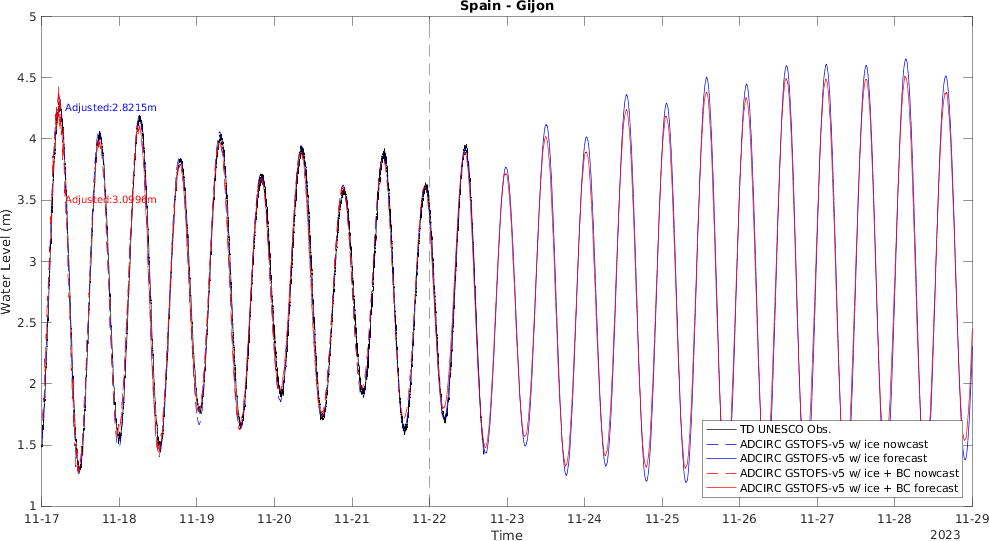 Spain - Gijon
5
4.5
4
3.5
3
2.5
2
1.5
1
Water Level (m)
Adjusted:2.8215m
Adjusted:3.0996m
TD UNESCO Obs.
ADCIRC GSTOFS-v5 w/ ice nowcast
ADCIRC GSTOFS-v5 w/ ice forecast
ADCIRC GSTOFS-v5 w/ ice + BC nowcast
ADCIRC GSTOFS-v5 w/ ice + BC forecast
11-17 11-18 11-19 11-20 11-21 11-22 11-23 11-24 11-25 11-26 11-27 11-28 11-29
Time
2023